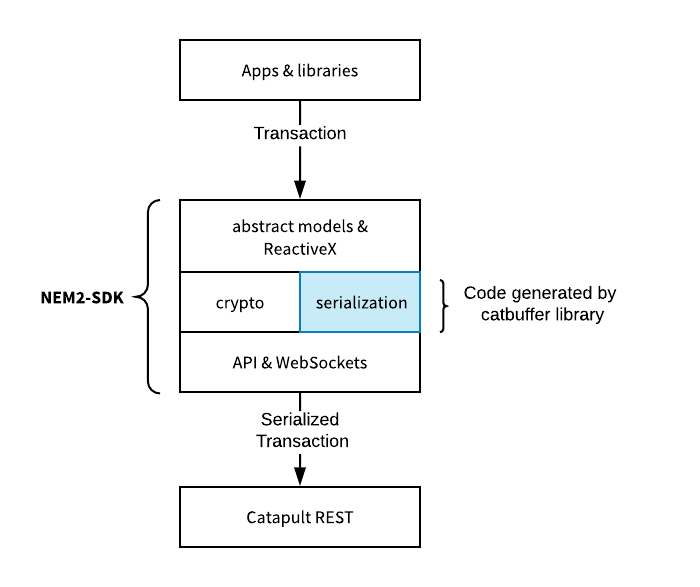 Apps & libraries
Transaction
abstract models &
ReactiveX
NEM2-SDK
crypto
serialization
Code generated by
catbuffer library
API & WebSockets
Serialized
Transaction
Catapult REST